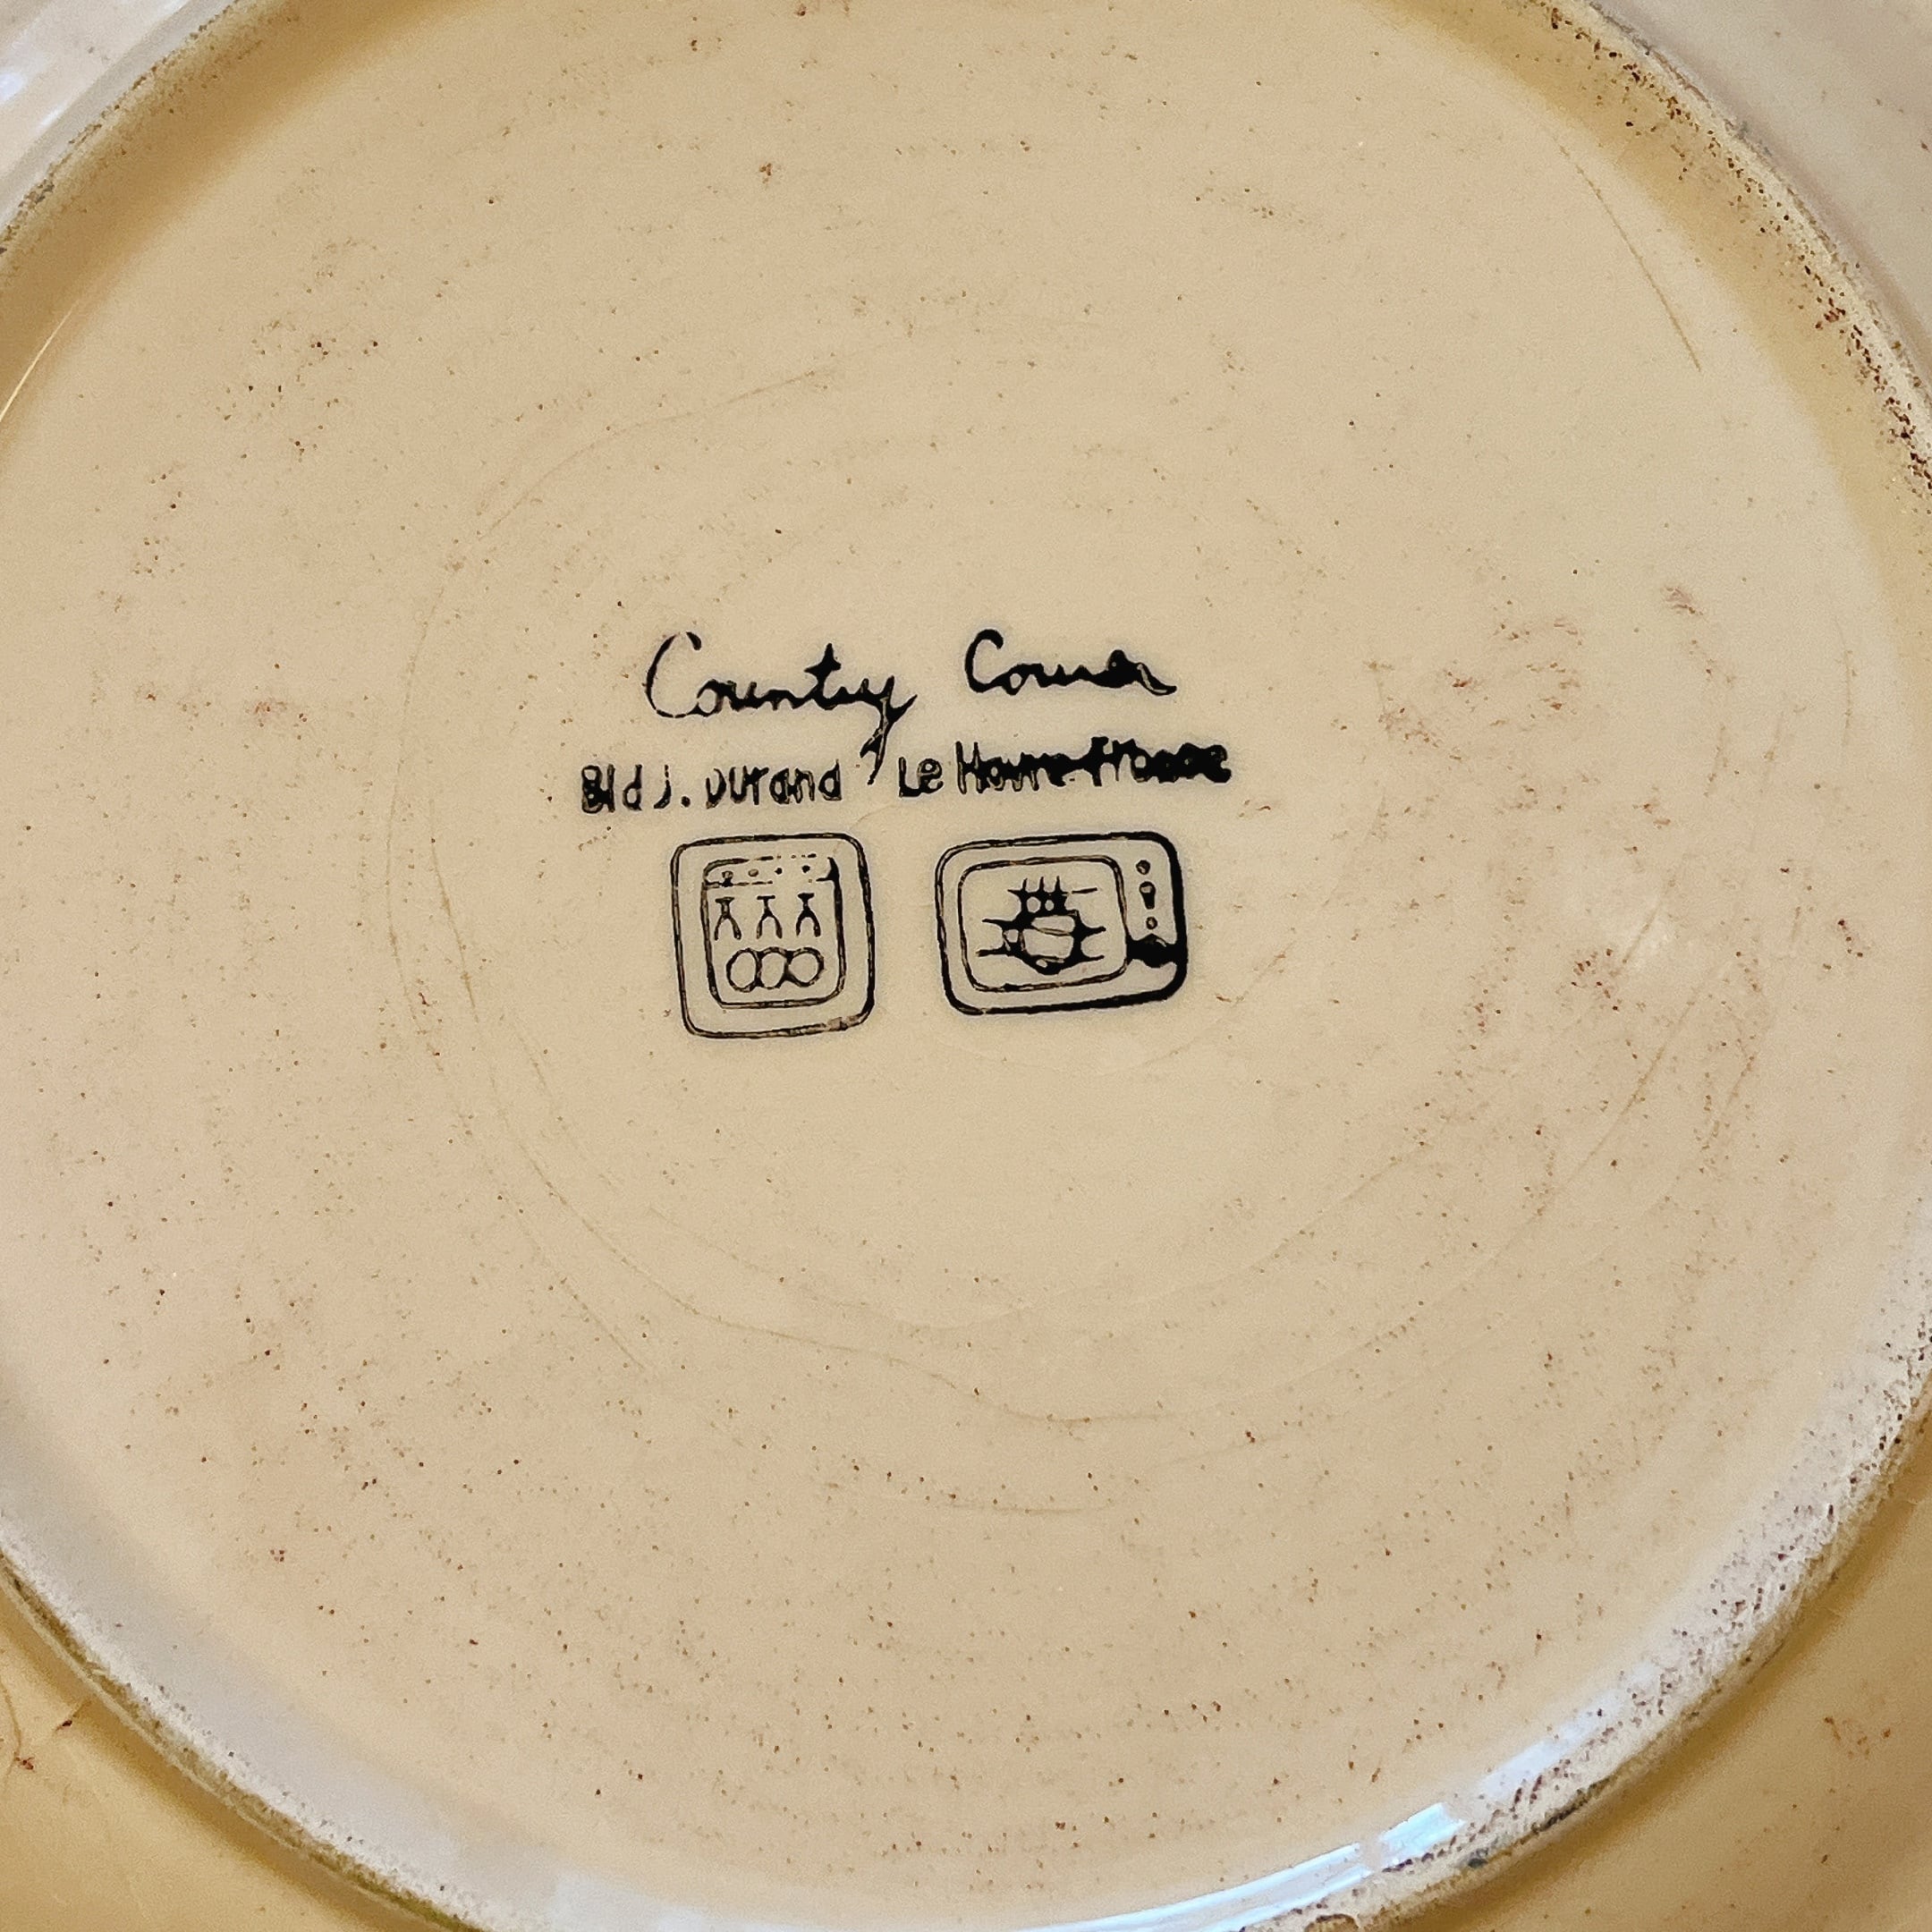 Country Corner
Bld J. Durand Le Havre France